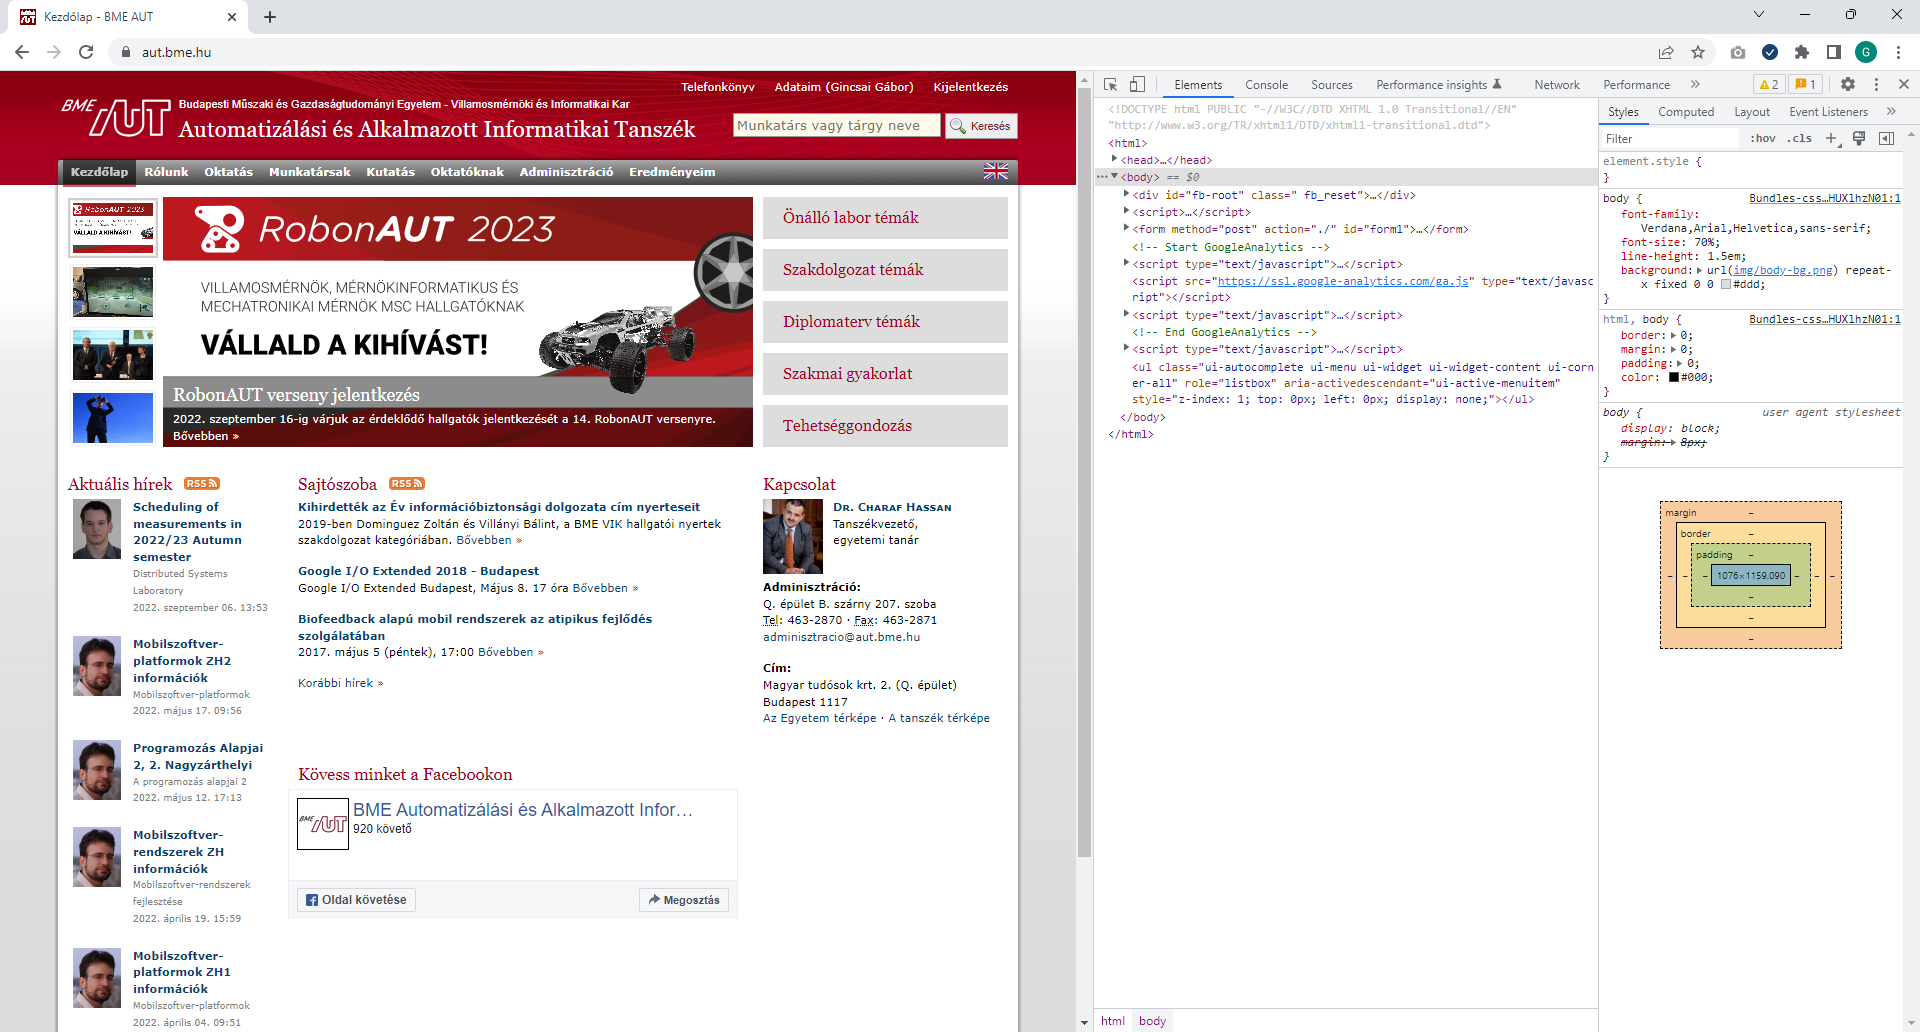 Kezdőlap - BME AUT
aut.bme.hu
G
Telefonkönyv Adataim (Gincsai Gábor) Kijelentkezés
BME AUT
Budapesti Műszaki és Gazdaságtudományi Egyetem - Villamosmérnöki és Informatikai Kar
Automatizálási és Alkalmazott Informatikai Tanszék
Munkatárs vagy tárgy neve Keresés
Kezdőlap Rólunk Oktatás Munkatársak Kutatás Oktatóknak Adminisztráció Eredményeim
RobonAUT 2023
VÁLLALD A KIHÍVÁST!
RobonAUT 2023
VILLAMOSMÉRNÖK, MÉRNÖKINFORMATIKUS ÉS
MECHATRONIKAI MÉRNÖK MSC HALLGATÓKNAK
VÁLLALD A KIHÍVÁST!
RobonAUT verseny jelentkezés
2022. szeptember 16-ig várjuk az érdeklődő hallgatók jelentkezését a 14. RobonAUT versenyre.
Bővebben »
Önálló labor témák
Szakdolgozat témák
Diplomaterv témák
Szakmai gyakorlat
Tehetséggondozás
Aktuális hírek RSS
Scheduling of
measurements in
2022/23 Autumn
semester
Distributed Systems
Laboratory
2022. szeptember 06. 13:53
Mobilszoftver-
platformok ZH2
információk
Mobilszoftver-platformok
2022. május 17. 09:56
Programozás Alapjai
2, 2. Nagyzárthelyi
A programozás alapjai 2
2022. május 12. 17:13
Mobilszoftver-
rendszerek ZH
információk
Mobilszoftver-rendszerek
fejlesztése
2022. április 19. 15:59
Mobilszoftver-
platformok ZH1
információk
Mobilszoftver-platformok
2022. április 04. 09:51
Sajtószoba RSS
Kihirdették az Év információbiztonsági dolgozata cím nyerteseit
2019-ben Dominguez Zoltán és Villányi Bálint, a BME VIK hallgatói nyertek
szakdolgozat kategóriában. Bővebben »
Google I/O Extended 2018 - Budapest
Google I/O Extended Budapest, Május 8. 17 óra Bővebben »
Biofeedback alapú mobil rendszerek az atipikus fejlődés
szolgálatában
2017. május 5 (péntek), 17:00 Bővebben »
Korábbi hírek »
Kövess minket a Facebookon
BME AUT
BME Automatizálási és Alkalmazott Infor…
920 követő
Oldal követése Megosztás
Kapcsolat
Dr. Charaf Hassan
Tanszékvezető,
egyetemi tanár
Adminisztráció:
Q. épület B. szárny 207. szoba
Tel: 463-2870 · Fax: 463-2871
adminisztracio@aut.bme.hu
Cím:
Magyar tudósok krt. 2. (Q. épület)
Budapest 1117
Az Egyetem térképe · A tanszék térképe
Elements Console Sources Performance insights Network Performance » 2 1
<!DOCTYPE html PUBLIC "-//W3C//DTD XHTML 1.0 Transitional//EN"
"http://www.w3.org/TR/xhtml1/DTD/xhtml1-transitional.dtd">
<html>
<head>…</head>
<body> == $0
<div id="fb-root" class=" fb_reset">…</div>
<script>…</script>
<form method="post" action="./" id="form1">…</form>
<!-- Start GoogleAnalytics -->
<script type="text/javascript">…</script>
<script src="https://ssl.google-analytics.com/ga.js" type="text/javasc
ript"></script>
<script type="text/javascript">…</script>
<!-- End GoogleAnalytics -->
<script type="text/javascript">…</script>
<ul class="ui-autocomplete ui-menu ui-widget ui-widget-content ui-corn
er-all" role="listbox" aria-activedescendant="ui-active-menuitem"
style="z-index: 1; top: 0px; left: 0px; display: none;"></ul>
</body>
</html>
html body
Styles Computed Layout Event Listeners »
Filter :hov .cls
element.style {
}
body { Bundles-css…HUXlhzN01:1
font-family:
Verdana,Arial,Helvetica,sans-serif;
font-size: 70%;
line-height: 1.5em;
background: url(img/body-bg.png) repeat-
x fixed 0 0 #ddd;
}
html, body { Bundles-css…HUXlhzN01:1
border: 0;
margin: 0;
padding: 0;
color: #000;
}
body { user agent stylesheet
display: block;
margin: 8px;
}
margin –
border –
padding –
– – – 1076×1159.090 – – –
–
–
–